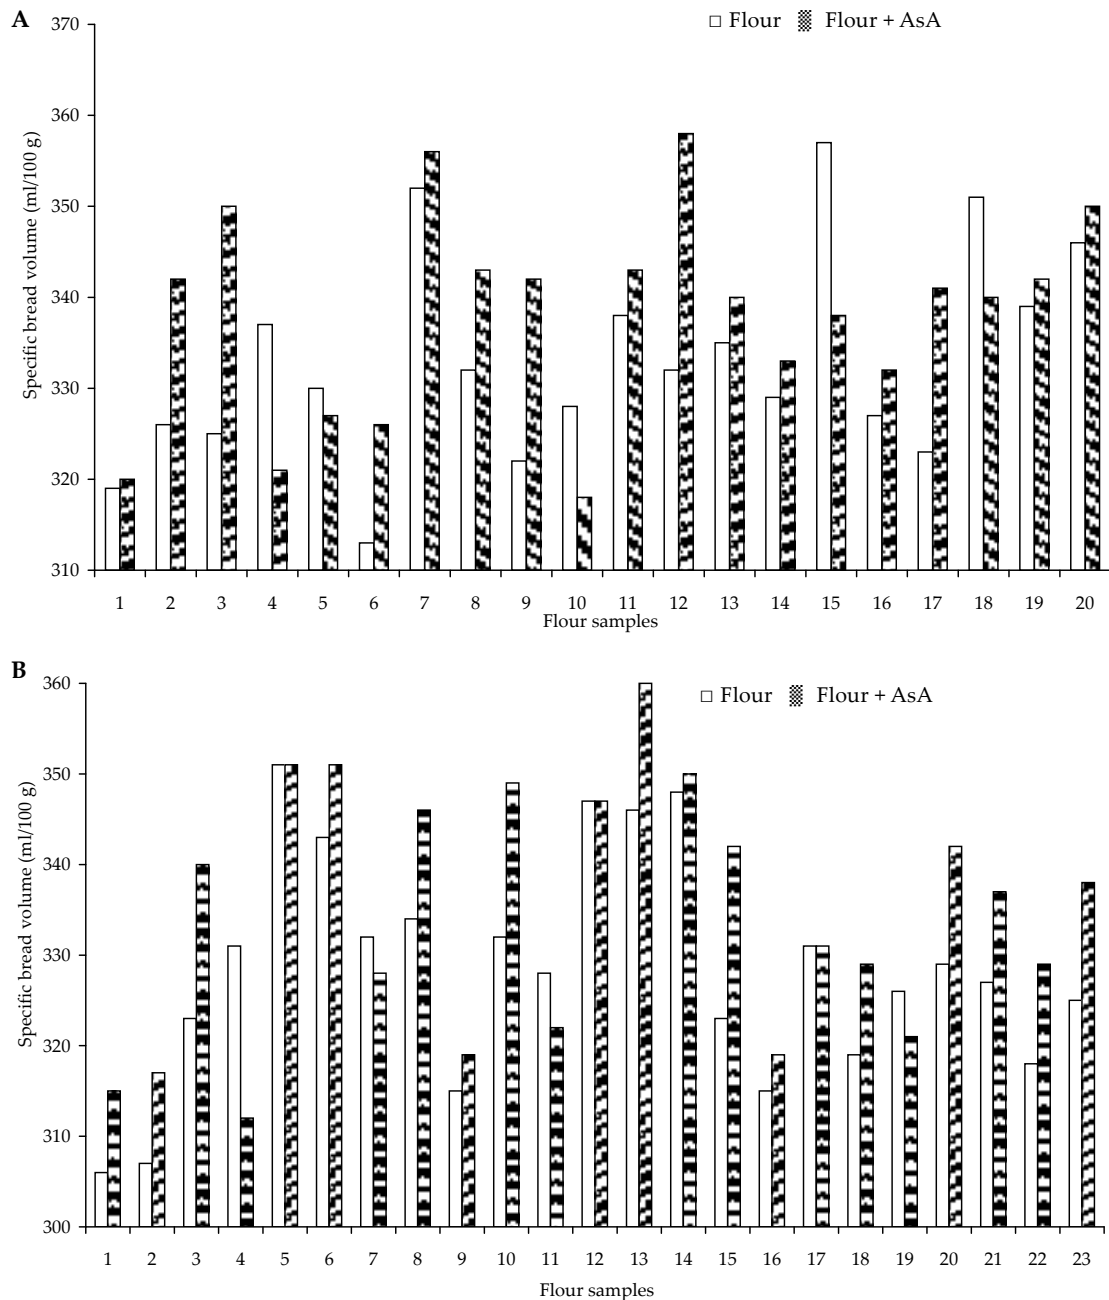 A
□ Flour ▒ Flour + AsA
Specific bread volume (ml/100 g)
370
360
350
340
330
320
310
1 2 3 4 5 6 7 8 9 10 11 12 13 14 15 16 17 18 19 20
Flour samples
B
□ Flour ▒ Flour + AsA
Specific bread volume (ml/100 g)
360
350
340
330
320
310
300
1 2 3 4 5 6 7 8 9 10 11 12 13 14 15 16 17 18 19 20 21 22 23
Flour samples